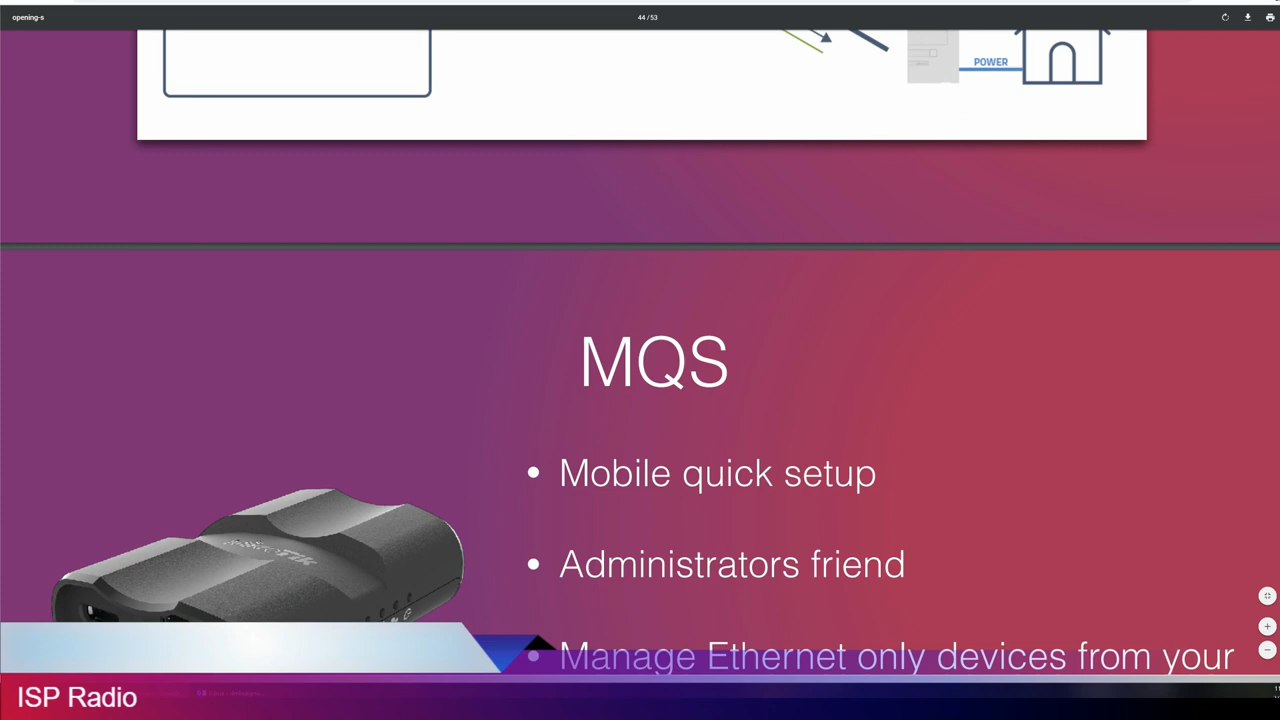 opening-s
44 / 53
POWER
MQS
• Mobile quick setup
• Administrators friend
• Manage Ethernet only devices from your
ISP Radio